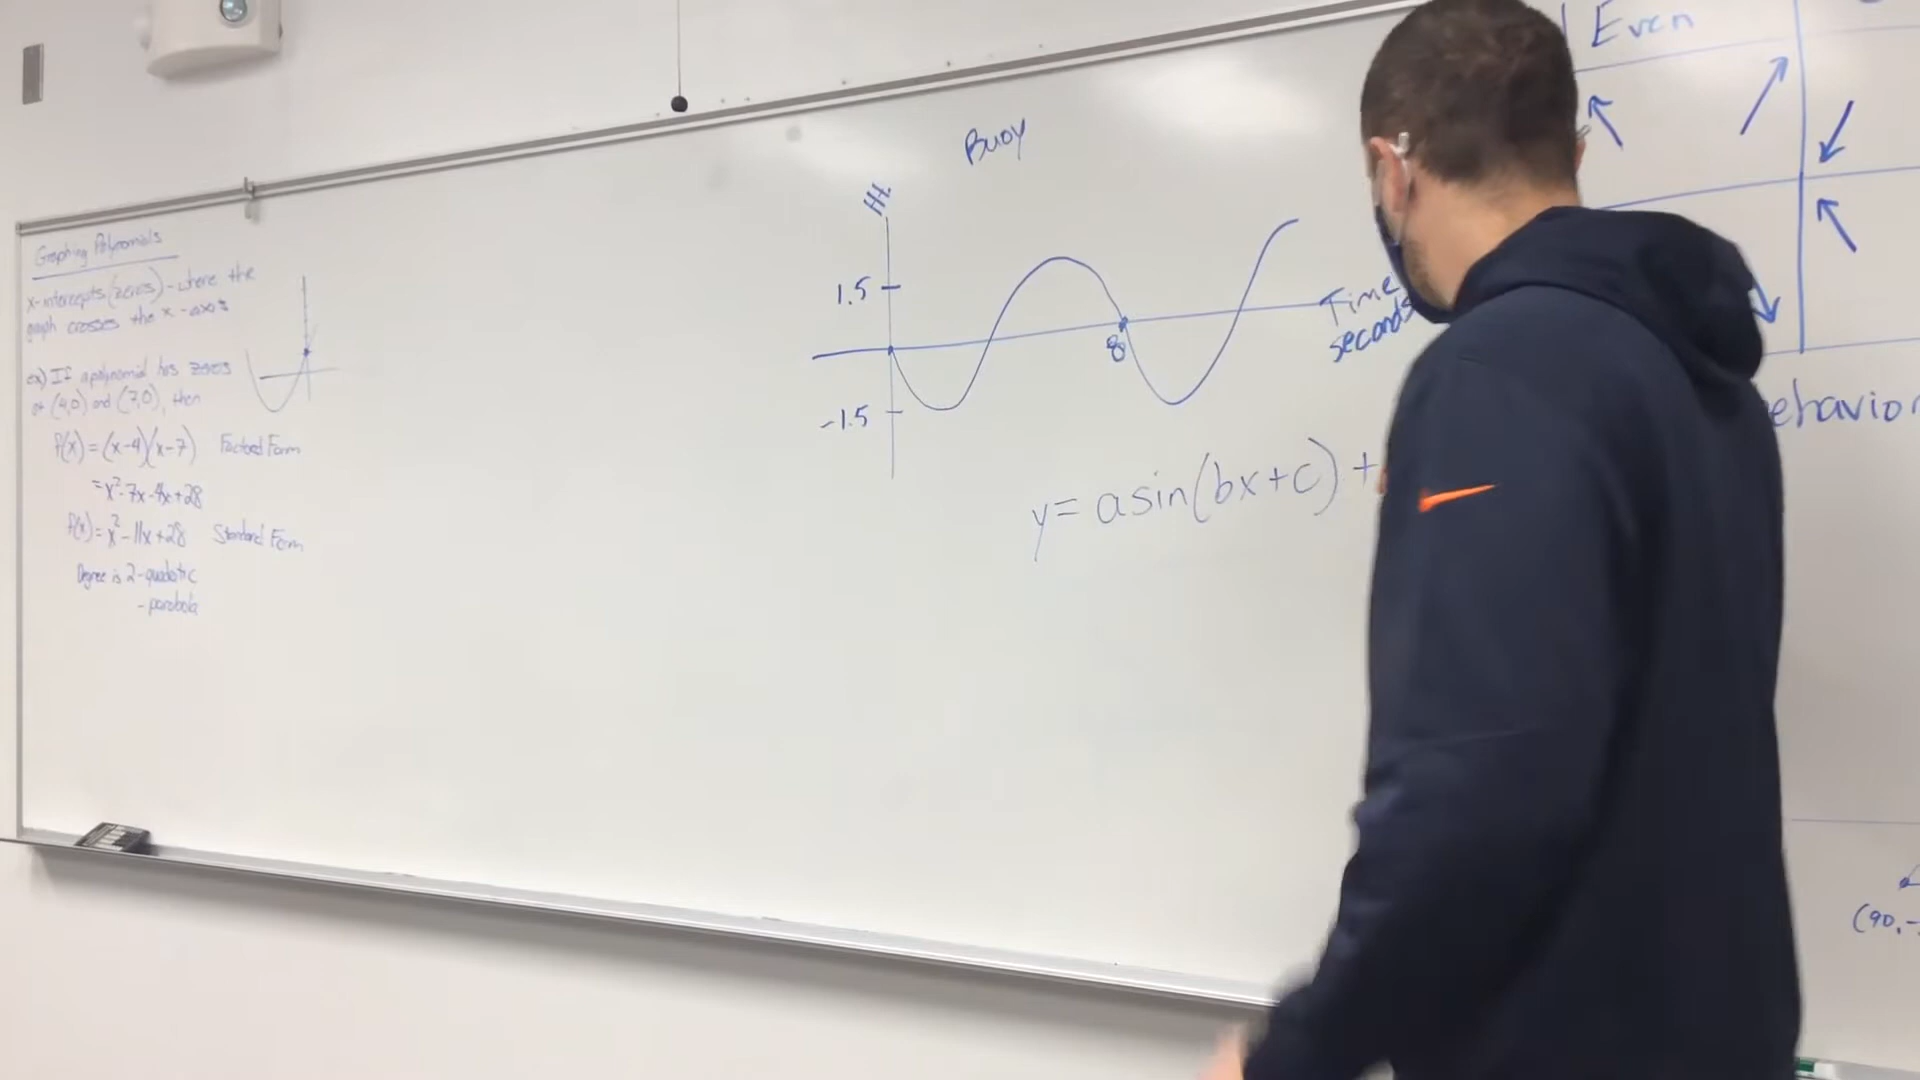 Graphing Polynomials
x-intercepts (zeros) - where the
graph crosses the x-axis
ex) If a polynomial has zeros
at (4,0) and (7,0), then
f(x) = (x-4)(x-7) Factored Form
= x²-7x-4x+28
f(x) = x²-11x+28 Standard Form
Degree is 2-quadratic
- parabola
Buoy
Ht.
1.5
-1.5
8
Time
seconds
y = a sin(bx+c) +
Even
ehavior
(90,-